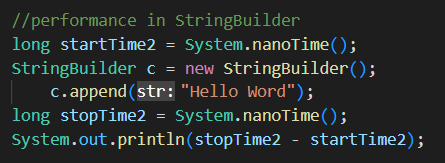 //performance in StringBuilder
long startTime2 = System.nanoTime();
StringBuilder c = new StringBuilder();
    c.append(str:"Hello Word");
long stopTime2 = System.nanoTime();
System.out.println(stopTime2 - startTime2);